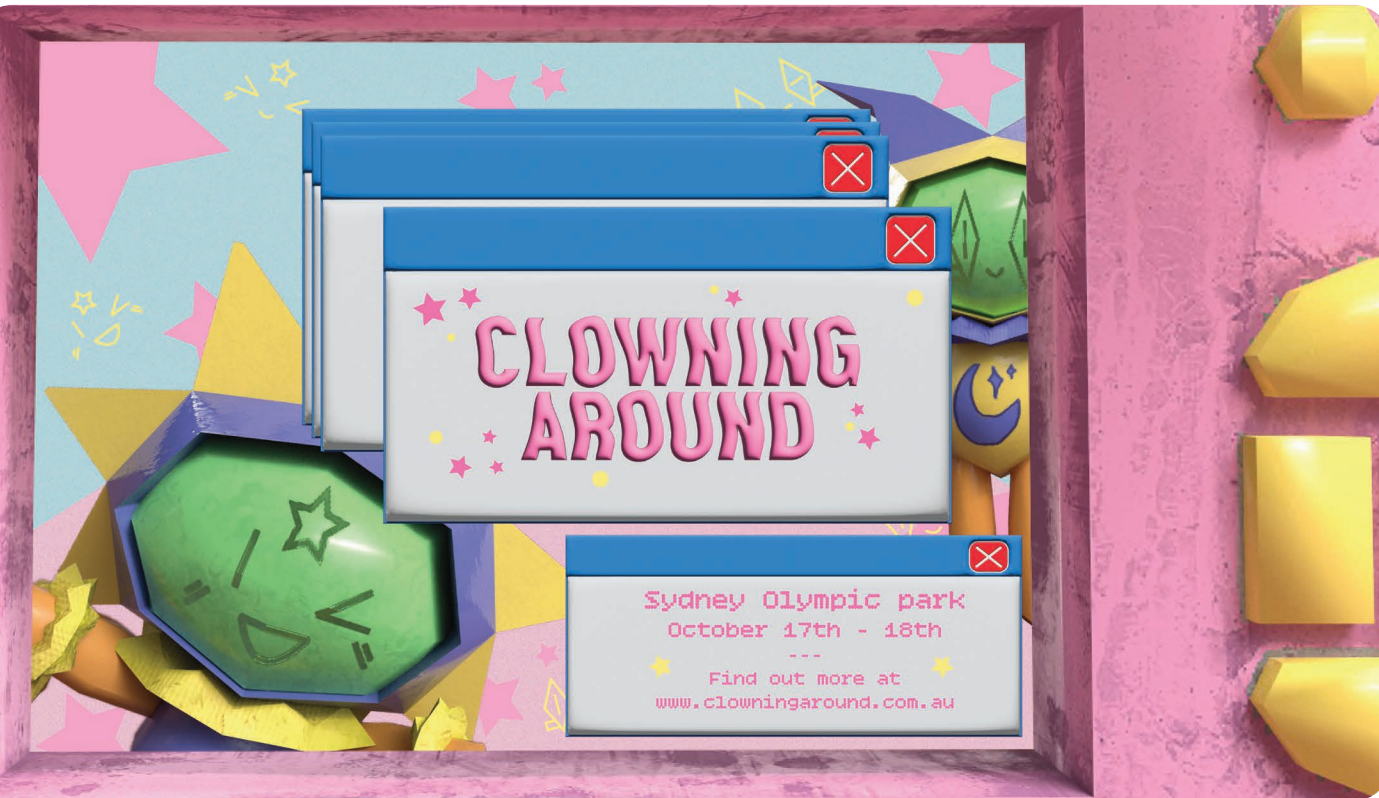 CLOWNING
AROUND
Sydney Olympic park
October 17th - 18th
---
Find out more at
www.clowningaround.com.au